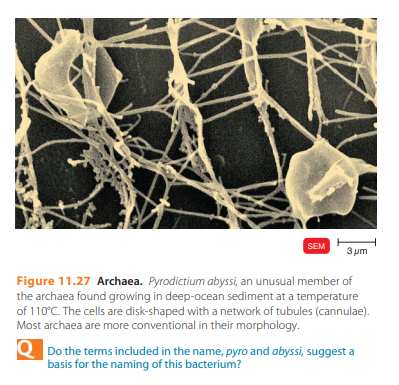 SEM
3 µm
Figure 11.27 Archaea. Pyrodictium abyssi, an unusual member of
the archaea found growing in deep-ocean sediment at a temperature
of 110°C. The cells are disk-shaped with a network of tubules (cannulae).
Most archaea are more conventional in their morphology.
Q Do the terms included in the name, pyro and abyssi, suggest a
basis for the naming of this bacterium?